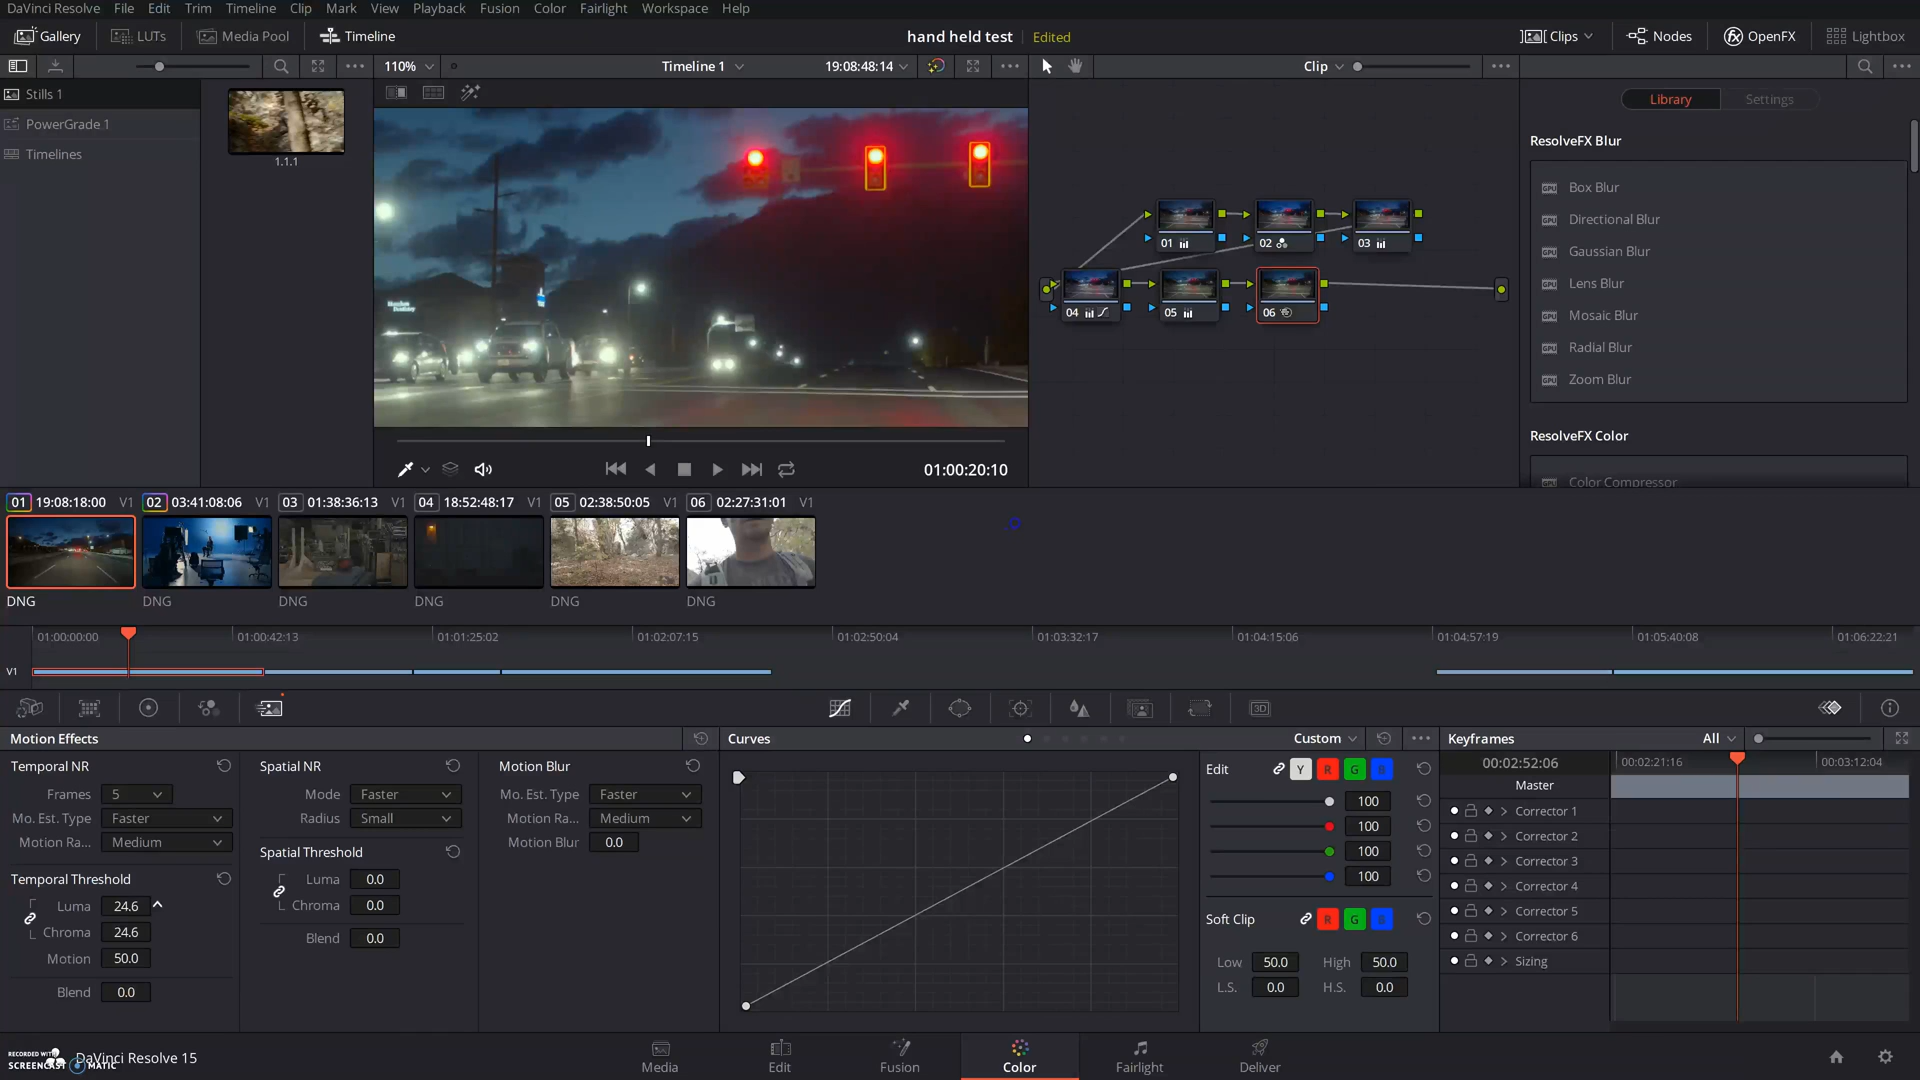 DaVinci Resolve File Edit Trim Timeline Clip Mark View Playback Fusion Color Fairlight Workspace Help
Gallery LUTs Media Pool Timeline hand held test Edited Clips Nodes OpenFX Lightbox
110% Timeline 1 19:08:48:14 Clip
Stills 1
PowerGrade 1
Timelines
1.1.1
Library Settings
ResolveFX Blur
Box Blur
Directional Blur
Gaussian Blur
Lens Blur
Mosaic Blur
Radial Blur
Zoom Blur
ResolveFX Color
Color Compressor
01 02 03
04 05 06
01:00:20:10
01 19:08:18:00 V1 02 03:41:08:06 V1 03 01:38:36:13 V1 04 18:52:48:17 V1 05 02:38:50:05 V1 06 02:27:31:01 V1
DNG DNG DNG DNG DNG DNG
01:00:00:00 01:00:42:13 01:01:25:02 01:02:07:15 01:02:50:04 01:03:32:17 01:04:15:06 01:04:57:19 01:05:40:08 01:06:22:21
V1
3D
Motion Effects
Temporal NR
Frames 5
Mo. Est. Type Faster
Motion Ra... Medium
Temporal Threshold
Luma 24.6
Chroma 24.6
Motion 50.0
Blend 0.0
Spatial NR
Mode Faster
Radius Small
Spatial Threshold
Luma 0.0
Chroma 0.0
Blend 0.0
Motion Blur
Mo. Est. Type Faster
Motion Ra... Medium
Motion Blur 0.0
Curves Custom
Edit Y R G B
100
100
100
100
Soft Clip R G B
Low 50.0 High 50.0
L.S. 0.0 H.S. 0.0
Keyframes All
00:02:52:06 00:02:21:16 00:03:12:04
Master
Corrector 1
Corrector 2
Corrector 3
Corrector 4
Corrector 5
Corrector 6
Sizing
RECORDED WITH
SCREENCAST MATIC
DaVinci Resolve 15
Media Edit Fusion Color Fairlight Deliver